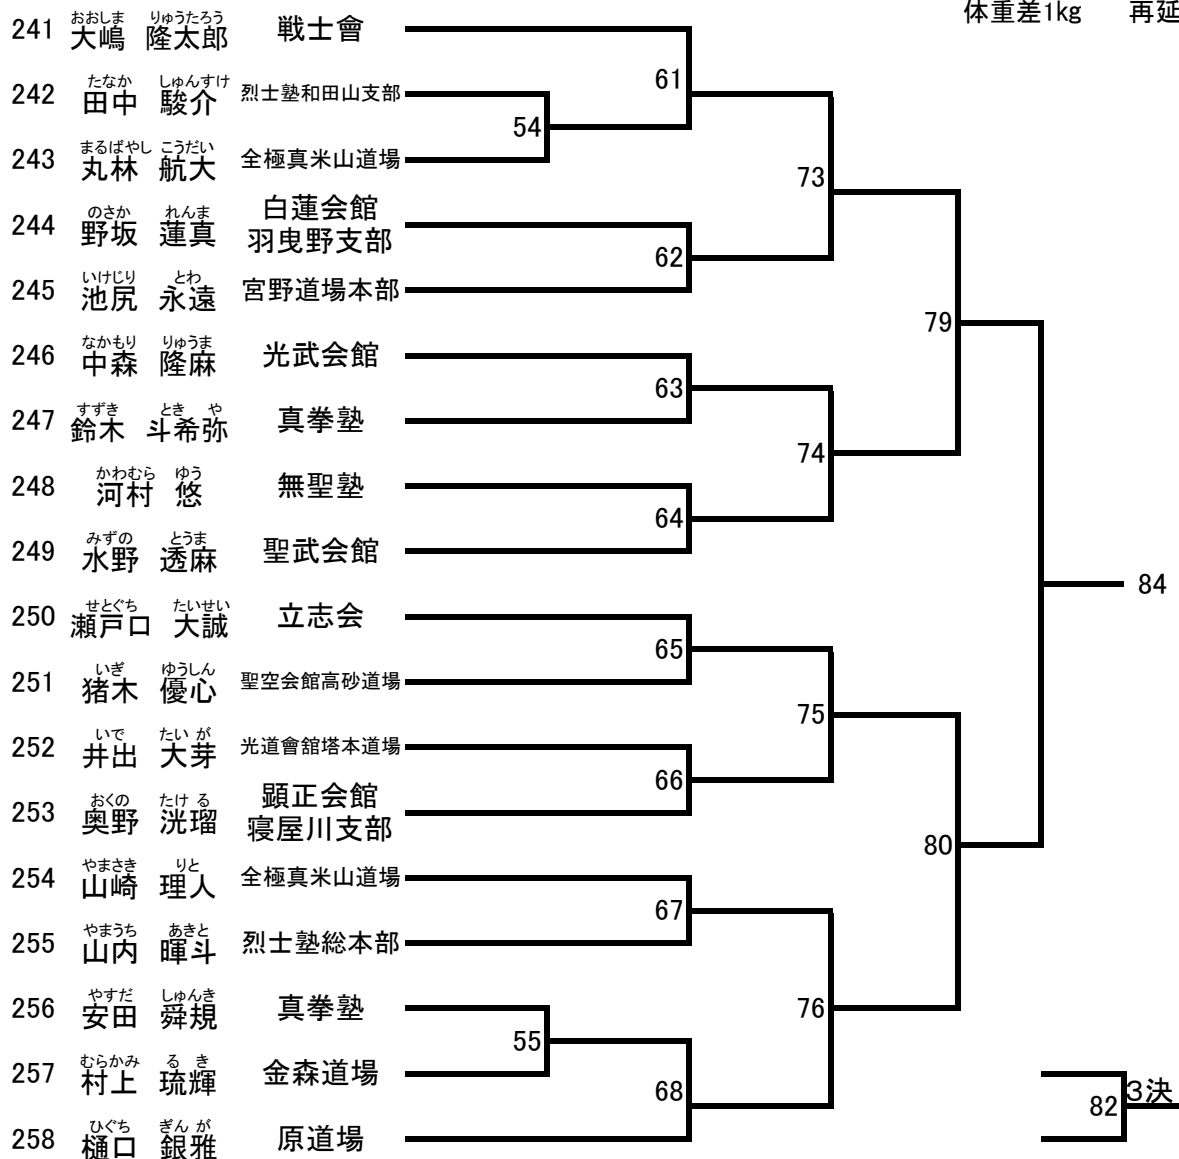 体重差1kg 再延
おおしま りゅうたろう
241 大嶋 隆太郎 戦士會
61
たなか しゅんすけ
242 田中 駿介 烈士塾和田山支部
54
まるばやし こうだい
243 丸林 航大 全極真米山道場
73
のさか れんま
244 野坂 蓮真 白蓮会館
羽曳野支部
62
いけじり とわ
245 池尻 永遠 宮野道場本部
79
なかもり りゅうま
246 中森 隆麻 光武会館
63
すずき とき や
247 鈴木 斗希弥 真拳塾
74
かわむら ゆう
248 河村 悠 無聖塾
64
みずの とうま
249 水野 透麻 聖武会館
84
せとぐち たいせい
250 瀬戸口 大誠 立志会
65
いぎ ゆうしん
251 猪木 優心 聖空会館高砂道場
75
いで たい が
252 井出 大芽 光道會舘塔本道場
66
おくの たけ る
253 奥野 洸瑠 顕正会館
寝屋川支部
80
やまさき りと
254 山崎 理人 全極真米山道場
67
やまうち あきと
255 山内 暉斗 烈士塾総本部
やすだ しゅんき
256 安田 舜規 真拳塾
76
55
むらかみ る き
257 村上 琉輝 金森道場
68
82 3決
ひぐち ぎん が
258 樋口 銀雅 原道場